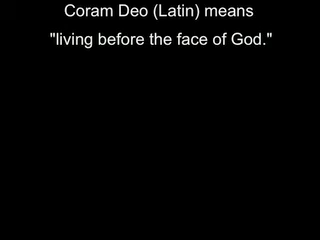 Coram Deo (Latin) means
"living before the face of God."